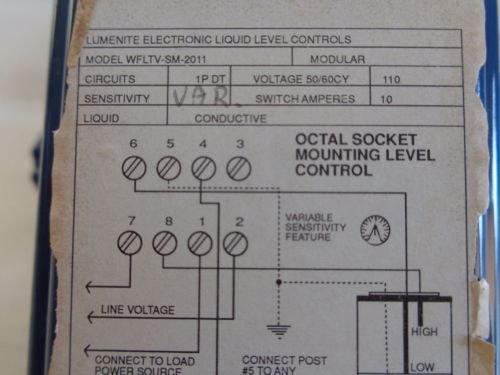 LUMENITE ELECTRONIC LIQUID LEVEL CONTROLS
MODEL WFLTV-SM-2011 MODULAR
CIRCUITS 1P DT VOLTAGE 50/60CY 110
SENSITIVITY VAR. SWITCH AMPERES 10
LIQUID CONDUCTIVE
OCTAL SOCKET
MOUNTING LEVEL
CONTROL
6 5 4 3
VARIABLE
SENSITIVITY
FEATURE
7 8 1 2
LINE VOLTAGE
HIGH
LOW
CONNECT TO LOAD
POWER SOURCE
CONNECT POST
#5 TO ANY